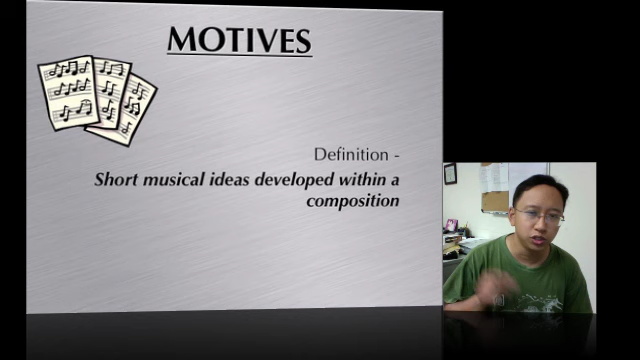 MOTIVES
Definition -
Short musical ideas developed within a
composition